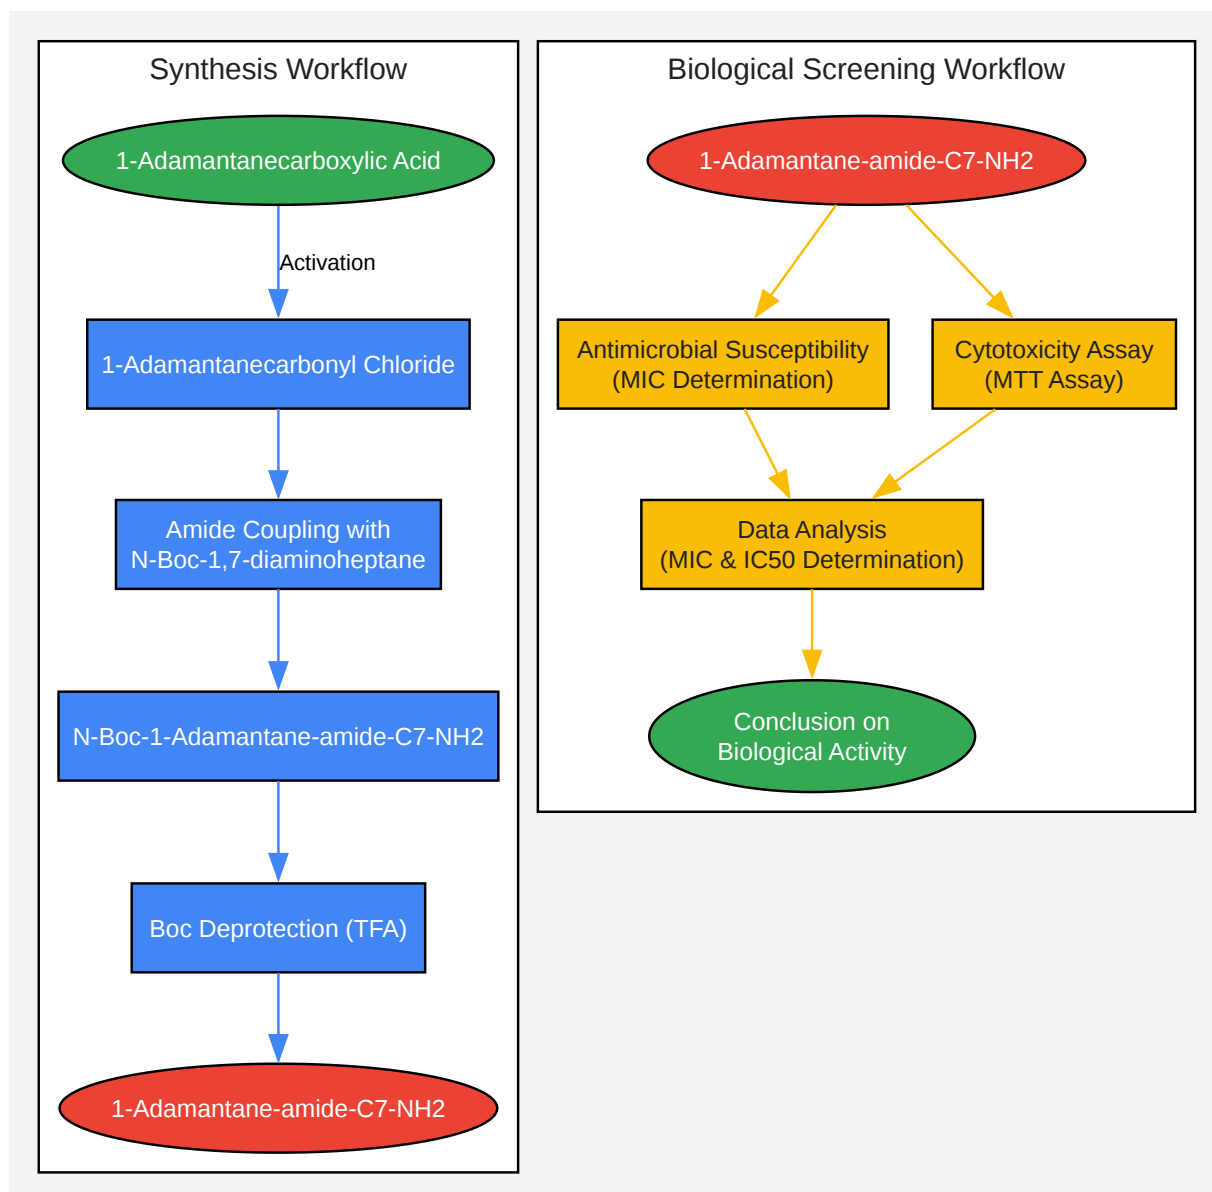 Synthesis Workflow
1-Adamantanecarboxylic Acid
Activation
1-Adamantanecarbonyl Chloride
Amide Coupling with
N-Boc-1,7-diaminoheptane
N-Boc-1-Adamantane-amide-C7-NH2
Boc Deprotection (TFA)
1-Adamantane-amide-C7-NH2
Biological Screening Workflow
1-Adamantane-amide-C7-NH2
Antimicrobial Susceptibility
(MIC Determination)
Cytotoxicity Assay
(MTT Assay)
Data Analysis
(MIC & IC50 Determination)
Conclusion on
Biological Activity